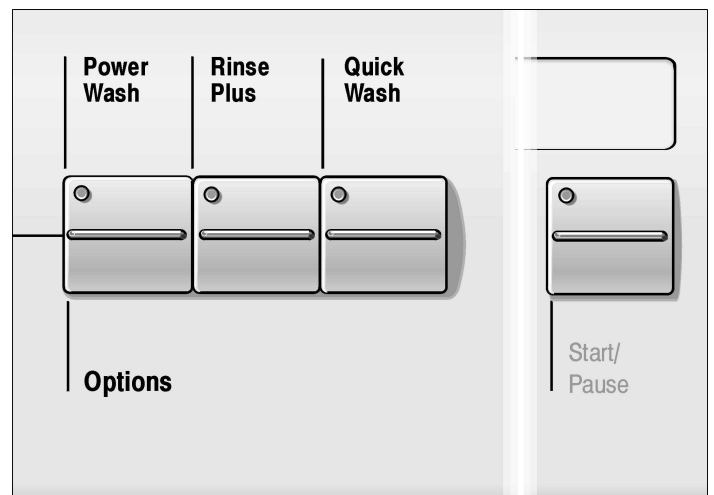 Power
Wash
Rinse
Plus
Quick
Wash
Options
Start/
Pause